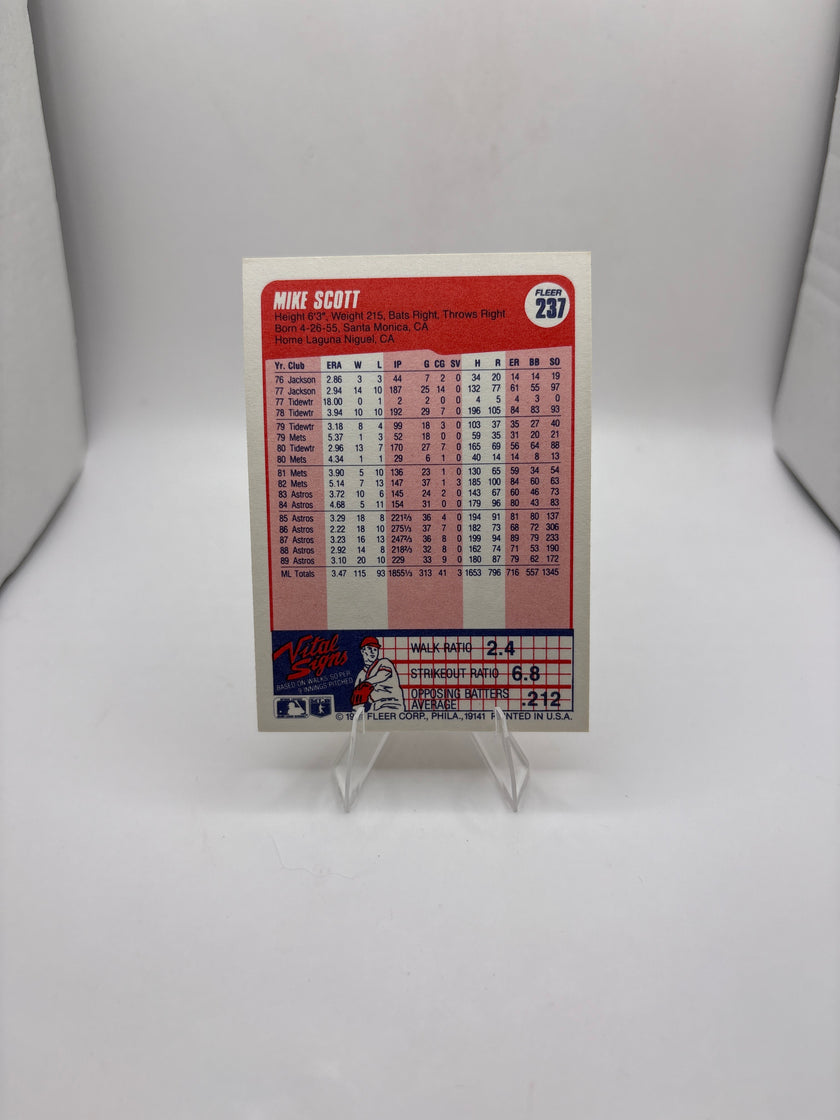 MIKE SCOTT
FLEER
237
Height 6'3", Weight 215, Bats Right, Throws Right
Born 4-26-55, Santa Monica, CA
Home Laguna Niguel, CA
Yr. Club ERA W L IP G CG SV H R ER BB SO
76 Jackson 2.86 3 3 44 7 2 0 34 20 14 14 19
77 Jackson 2.94 14 10 187 25 14 0 132 77 61 55 97
77 Tidewtr 18.00 0 1 2 2 0 0 4 5 4 3 0
78 Tidewtr 3.94 10 10 192 29 7 0 196 105 84 83 93
79 Tidewtr 3.18 8 4 99 18 3 0 103 37 35 27 40
79 Mets 5.37 1 3 52 18 0 0 59 35 31 20 21
80 Tidewtr 2.96 13 7 170 27 7 0 165 69 56 64 88
80 Mets 4.34 1 1 29 6 1 0 40 14 14 8 13
81 Mets 3.90 5 10 136 23 1 0 130 65 59 34 54
82 Mets 5.14 7 13 147 37 1 3 185 100 84 60 63
83 Astros 3.72 10 6 145 24 2 0 143 67 60 46 73
84 Astros 4.68 5 11 154 31 0 0 179 96 80 43 83
85 Astros 3.29 18 8 221⅔ 36 4 0 194 91 81 80 137
86 Astros 2.22 18 10 275⅓ 37 7 0 182 73 68 72 306
87 Astros 3.23 16 13 247⅔ 36 8 0 199 94 89 79 233
88 Astros 2.92 14 8 218⅔ 32 8 0 162 74 71 53 190
89 Astros 3.10 20 10 229 33 9 0 180 87 79 62 172
ML Totals 3.47 115 93 1855⅓ 313 41 3 1653 796 716 557 1345
Vital Signs
BASED ON WALKS, SO PER
9 INNINGS PITCHED
WALK RATIO 2.4
STRIKEOUT RATIO 6.8
OPPOSING BATTERS AVERAGE .212
© FLEER CORP., PHILA., 19141 PRINTED IN U.S.A.